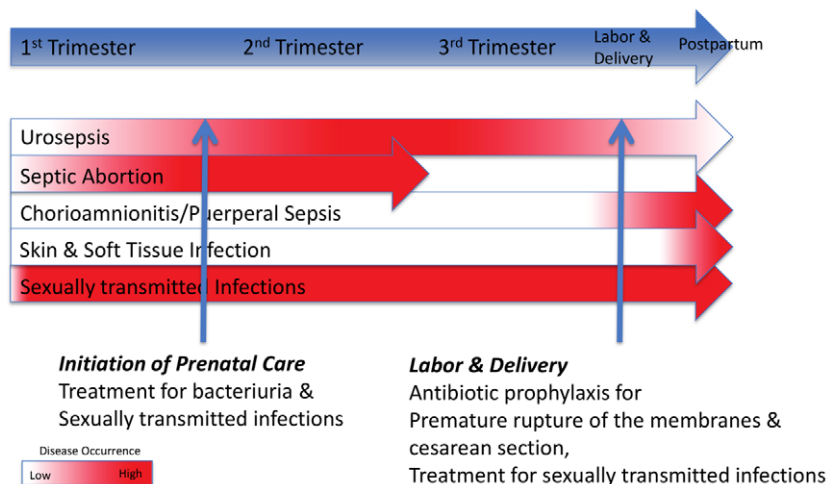 1st Trimester 2nd Trimester 3rd Trimester Labor & Delivery Postpartum
Urosepsis
Septic Abortion
Chorioamnionitis/Puerperal Sepsis
Skin & Soft Tissue Infection
Sexually transmitted Infections
Initiation of Prenatal Care
Treatment for bacteriuria &
Sexually transmitted infections
Labor & Delivery
Antibiotic prophylaxis for
Premature rupture of the membranes &
cesarean section,
Treatment for sexually transmitted infections
Disease Occurrence
Low High